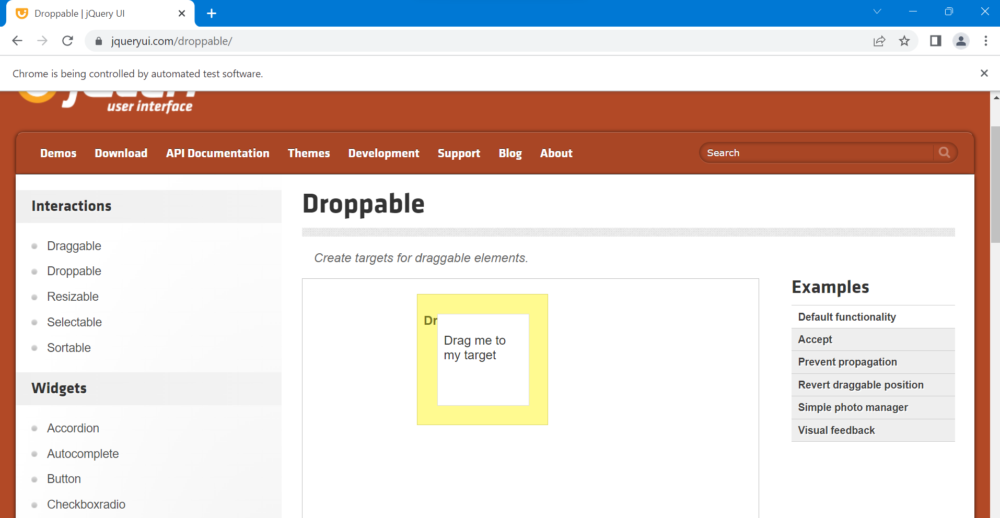 Droppable | jQuery UI
jqueryui.com/droppable/
Chrome is being controlled by automated test software.
user interface
Demos Download API Documentation Themes Development Support Blog About Search
Interactions
Draggable
Droppable
Resizable
Selectable
Sortable
Widgets
Accordion
Autocomplete
Button
Checkboxradio
Droppable
Create targets for draggable elements.
Dr
Drag me to
my target
Examples
Default functionality
Accept
Prevent propagation
Revert draggable position
Simple photo manager
Visual feedback